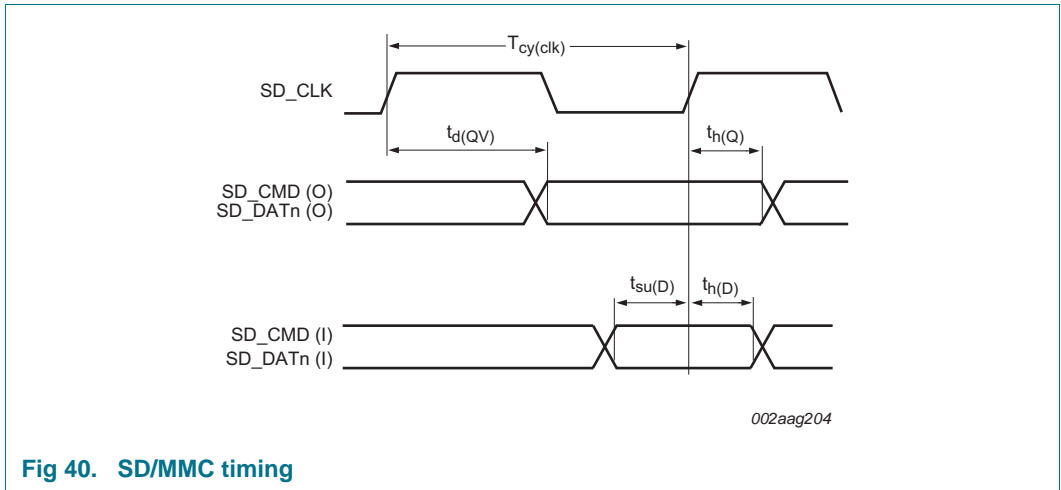 Tcy(clk)
SD_CLK
td(QV)
th(Q)
SD_CMD (O)
SD_DATn (O)
tsu(D)
th(D)
SD_CMD (I)
SD_DATn (I)
002aag204
Fig 40. SD/MMC timing